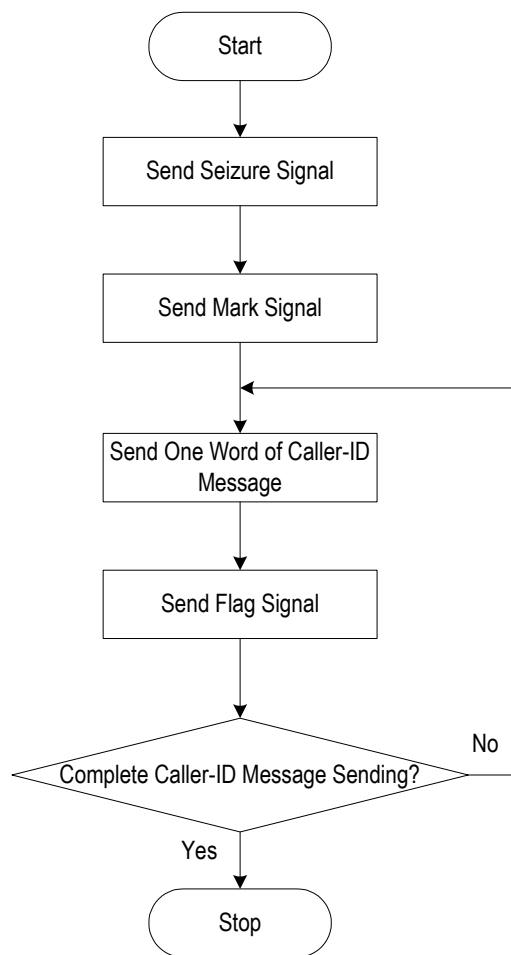 Start
Send Seizure Signal
Send Mark Signal
Send One Word of Caller-ID
Message
Send Flag Signal
Complete Caller-ID Message Sending?
No
Yes
Stop